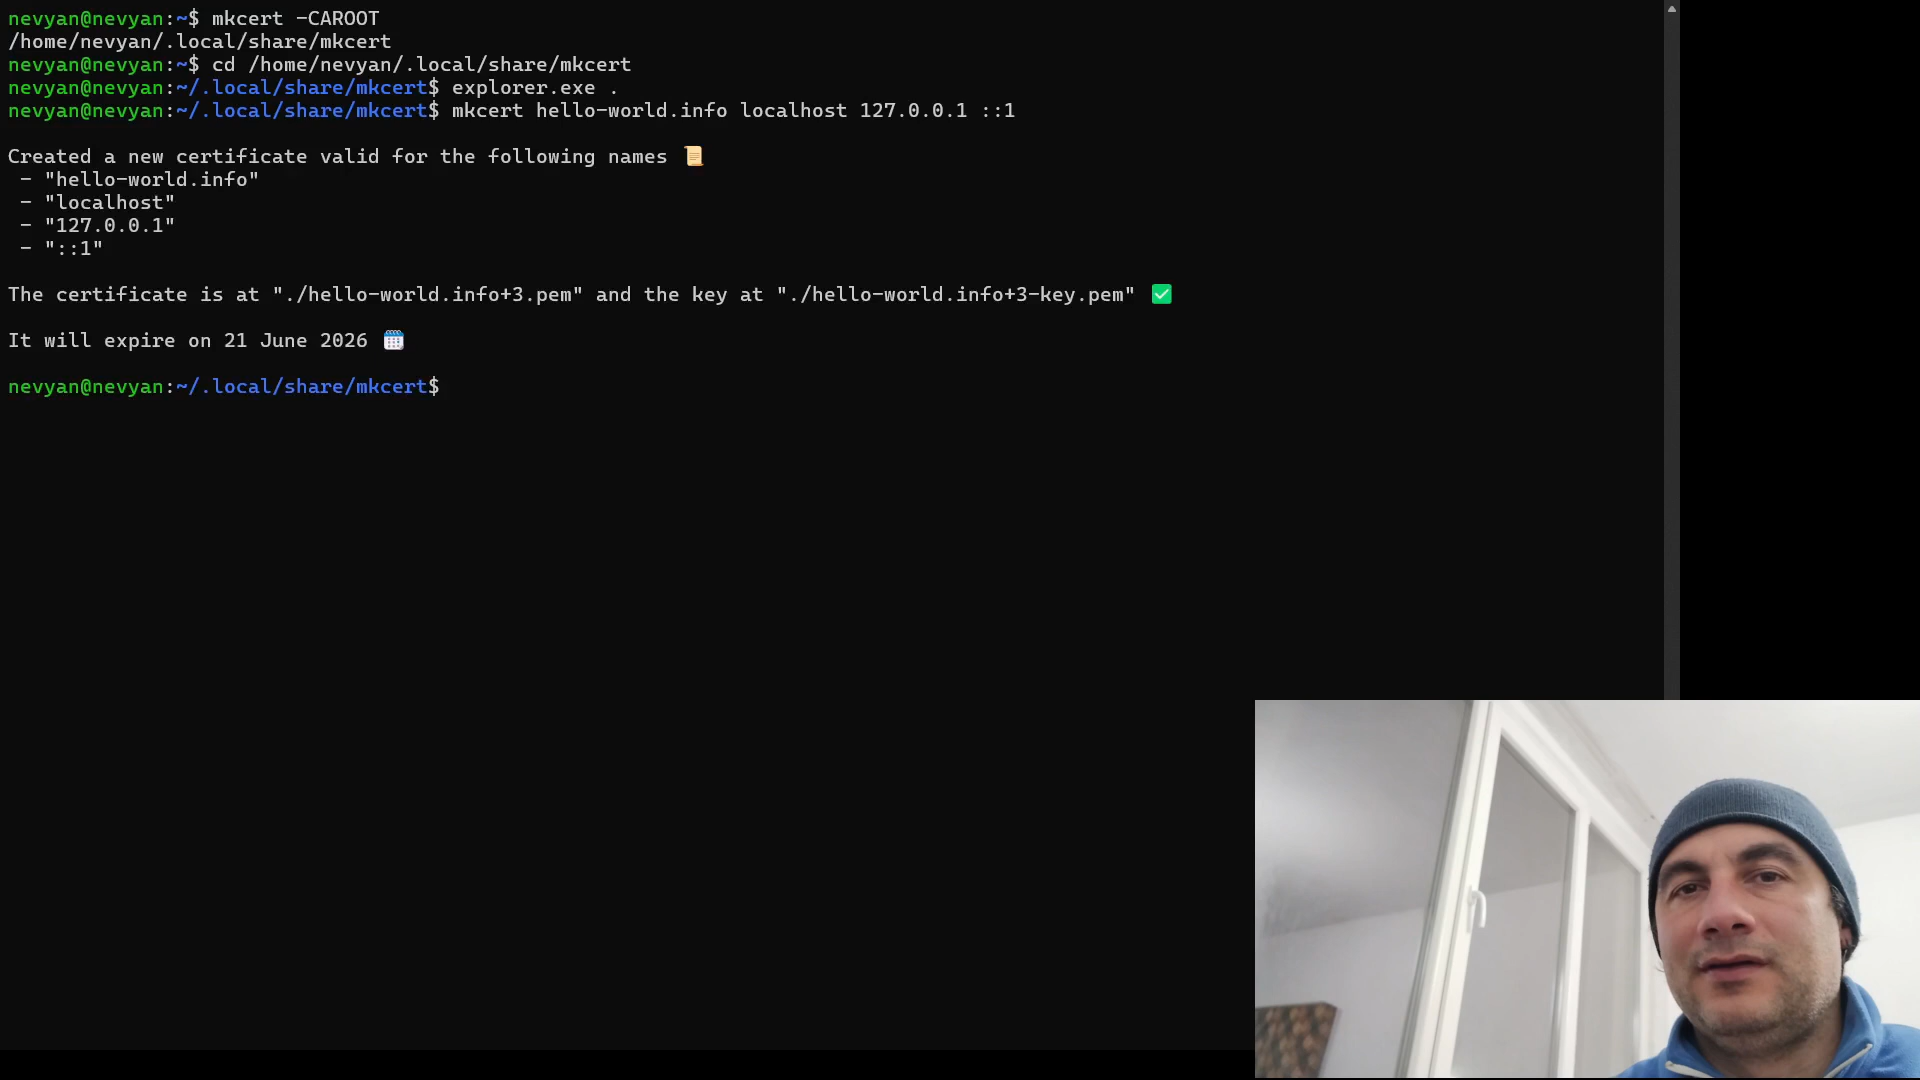 nevyan@nevyan:~$ mkcert -CAROOT
/home/nevyan/.local/share/mkcert
nevyan@nevyan:~$ cd /home/nevyan/.local/share/mkcert
nevyan@nevyan:~/.local/share/mkcert$ explorer.exe .
nevyan@nevyan:~/.local/share/mkcert$ mkcert hello-world.info localhost 127.0.0.1 ::1
Created a new certificate valid for the following names 📜
- "hello-world.info"
- "localhost"
- "127.0.0.1"
- "::1"
The certificate is at "./hello-world.info+3.pem" and the key at "./hello-world.info+3-key.pem" ✅
It will expire on 21 June 2026 🗓
nevyan@nevyan:~/.local/share/mkcert$